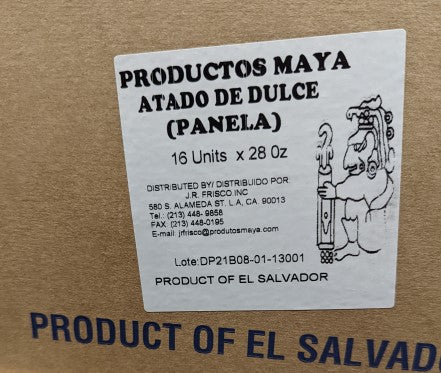 PRODUCTOS MAYA
ATADO DE DULCE
(PANELA)
16 Units x 28 Oz
DISTRIBUTED BY/ DISTRIBUIDO POR:
J.R. FRISCO.INC
580 S. ALAMEDA ST. L.A, CA. 90013
Tel.: (213) 448- 9858
FAX. (213) 448-0195
E-mail: jrfrisco@produtosmaya.com
Lote:DP21B08-01-13001
PRODUCT OF EL SALVADOR
PRODUCT OF EL SALVAD